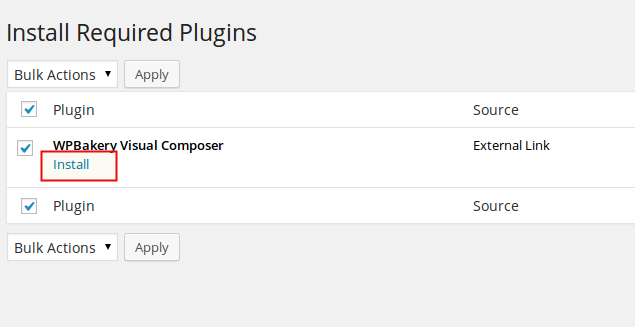 Install Required Plugins
Bulk Actions Apply
Plugin Source
WPBakery Visual Composer External Link
Install
Plugin Source
Bulk Actions Apply